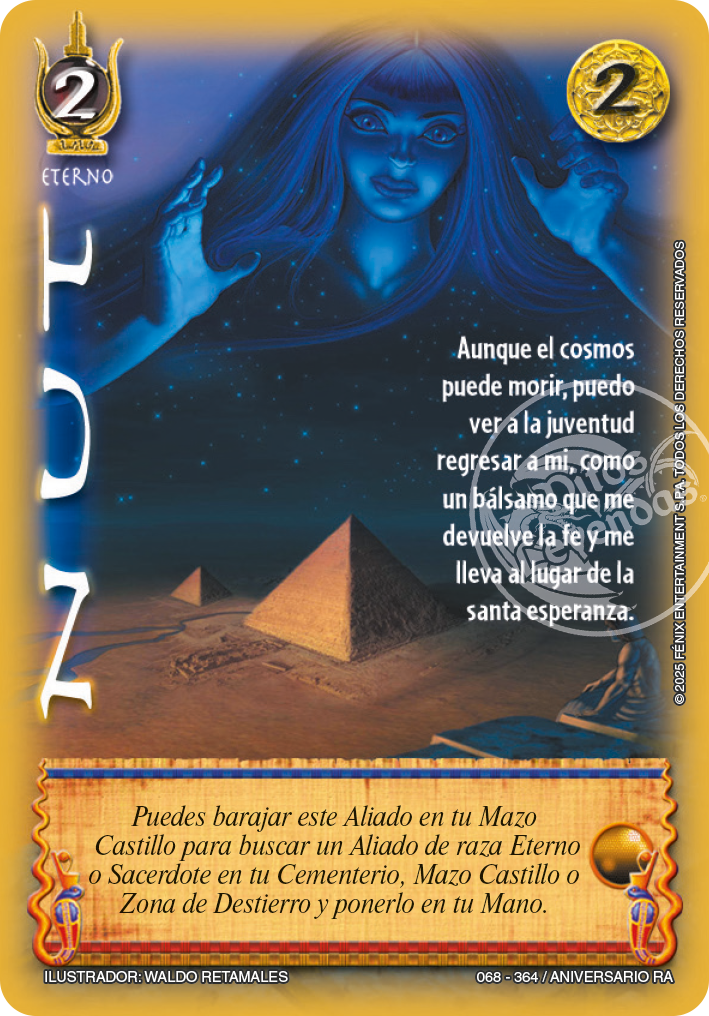 2
2
ETERNO
NUT
Aunque el cosmos
puede morir, puedo
ver a la juventud
regresar a mi, como
un bálsamo que me
devuelve la fe y me
lleva al lugar de la
santa esperanza.
Mitos
Leyendas
®
© 2025 FÉNIX ENTERTAINMENT S.P.A. TODOS LOS DERECHOS RESERVADOS
Puedes barajar este Aliado en tu Mazo
Castillo para buscar un Aliado de raza Eterno
o Sacerdote en tu Cementerio, Mazo Castillo o
Zona de Destierro y ponerlo en tu Mano.
ILUSTRADOR: WALDO RETAMALES
068 - 364 / ANIVERSARIO RA